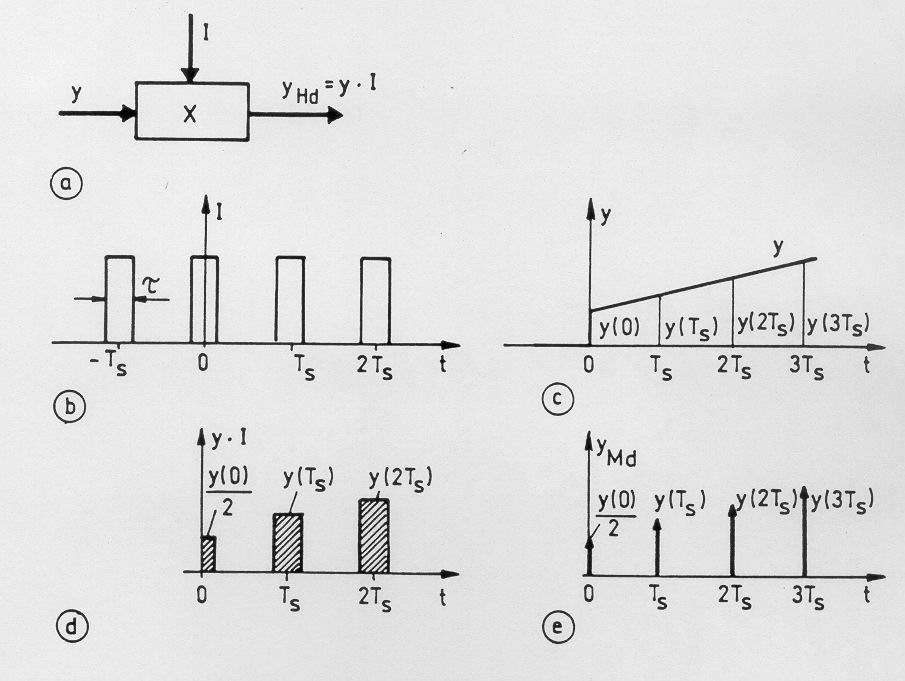 I
y
X
y_Hd = y · I
a
I
τ
-T_s 0 T_s 2T_s t
b
y
y
y(0) y(T_s) y(2T_s) y(3T_s)
0 T_s 2T_s 3T_s t
c
y · I
y(0)
2
y(T_s) y(2T_s)
0 T_s 2T_s t
d
y_Md
y(0)
2
y(T_s) y(2T_s) y(3T_s)
0 T_s 2T_s 3T_s t
e